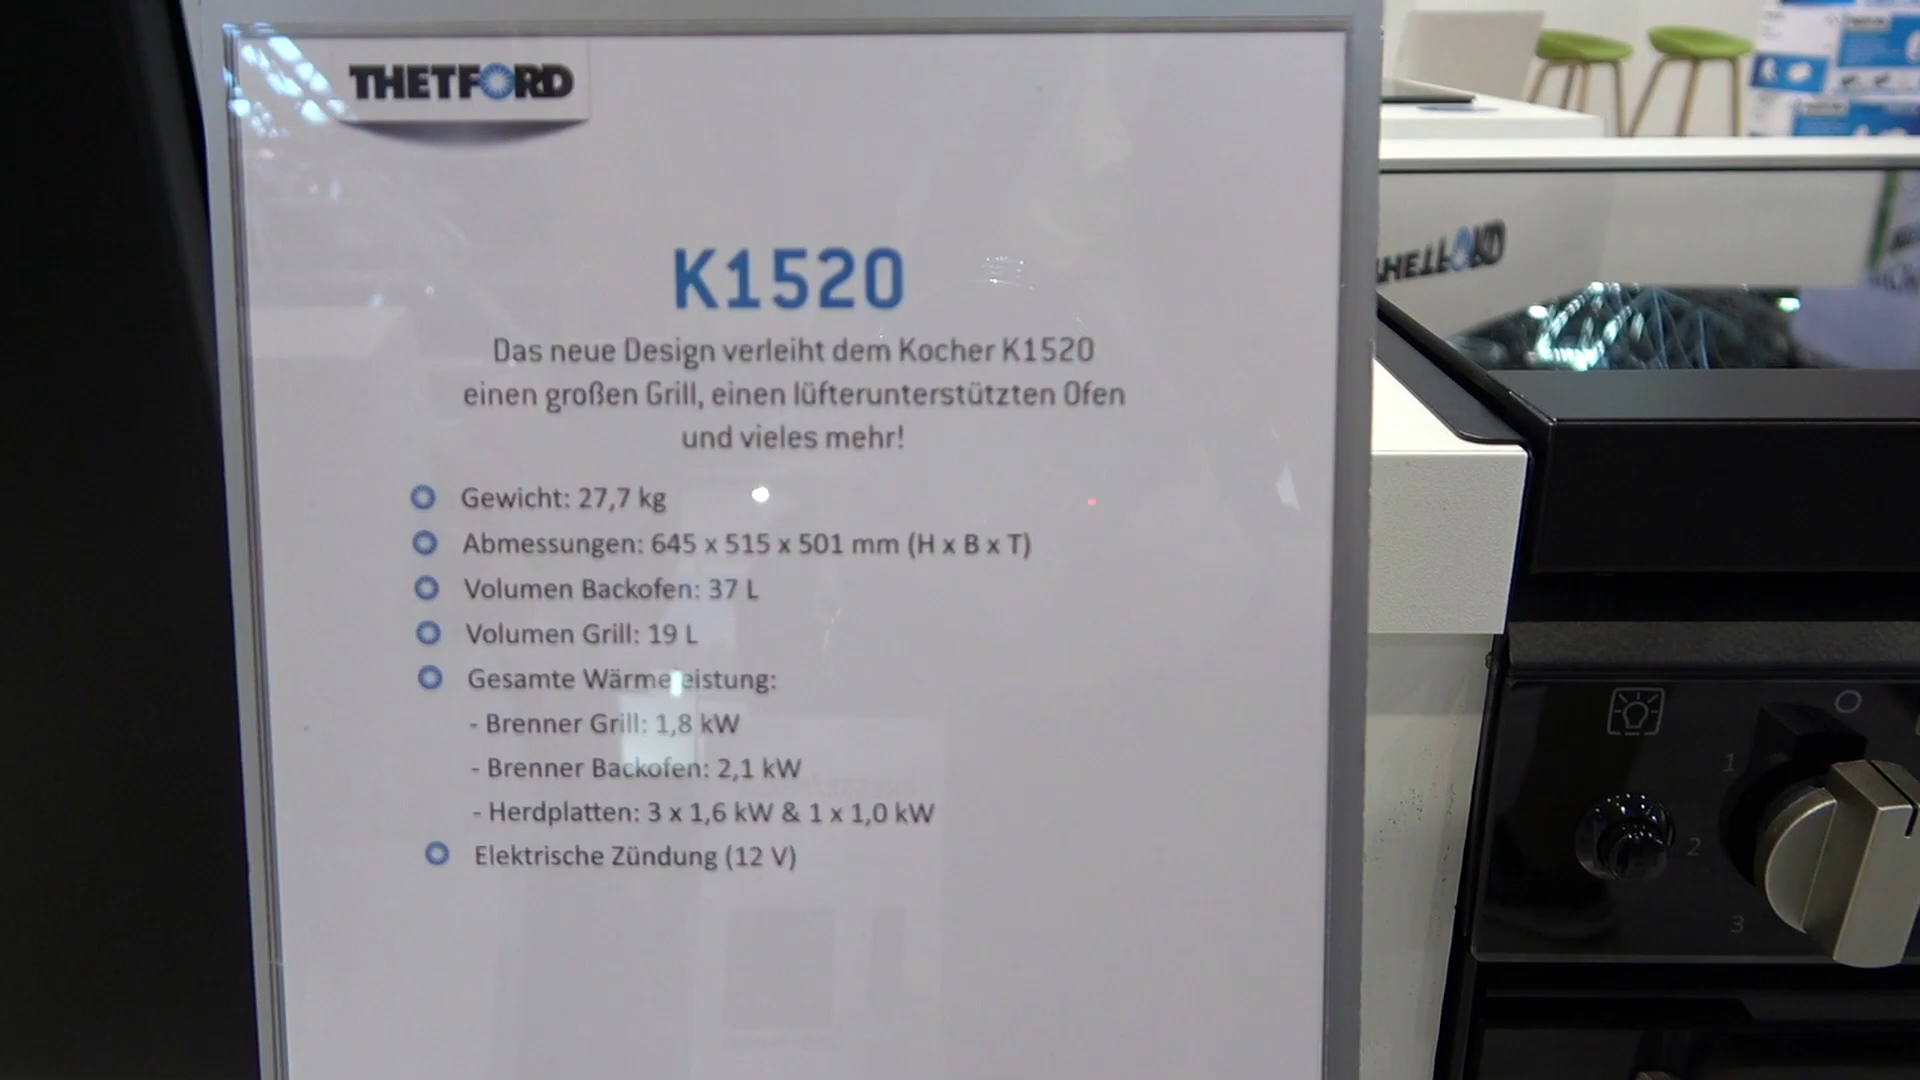 THETFORD
K1520
Das neue Design verleiht dem Kocher K1520
einen großen Grill, einen lüfterunterstützten Ofen
und vieles mehr!
Gewicht: 27,7 kg
Abmessungen: 645 x 515 x 501 mm (H x B x T)
Volumen Backofen: 37 L
Volumen Grill: 19 L
Gesamte Wärmeleistung:
- Brenner Grill: 1,8 kW
- Brenner Backofen: 2,1 kW
- Herdplatten: 3 x 1,6 kW & 1 x 1,0 kW
Elektrische Zündung (12 V)
THETFORD
1
2
3